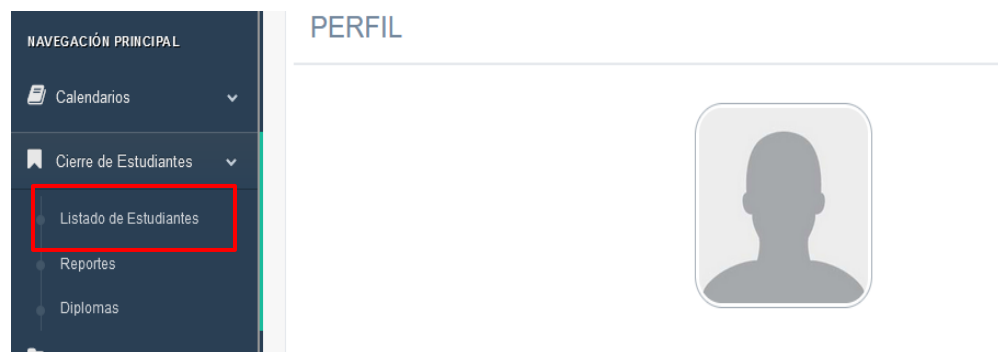 NAVEGACIÓN PRINCIPAL
PERFIL
Calendarios
Cierre de Estudiantes
Listado de Estudiantes
Reportes
Diplomas